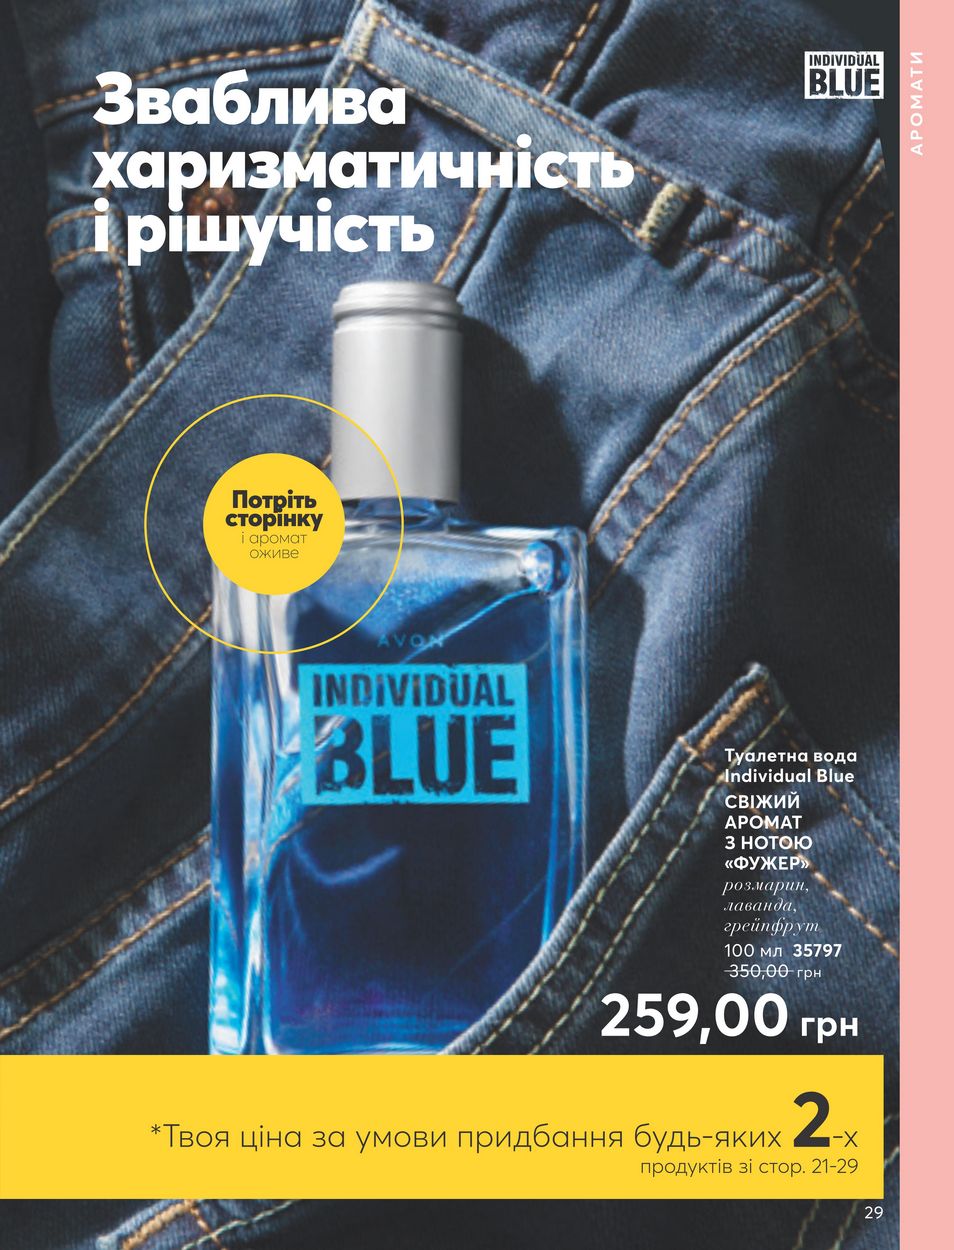 INDIVIDUAL
BLUE
АРОМАТИ
Зваблива
харизматичність
і рішучість
Потріть
сторінку
і аромат
оживе
AVON
INDIVIDUAL
BLUE
Туалетна вода
Individual Blue
СВІЖИЙ
АРОМАТ
З НОТОЮ
«ФУЖЕР»
розмарин,
лаванда,
грейпфрут
100 мл 35797
350,00 грн
259,00 грн
*Твоя ціна за умови придбання будь-яких 2-х
продуктів зі стор. 21-29
29